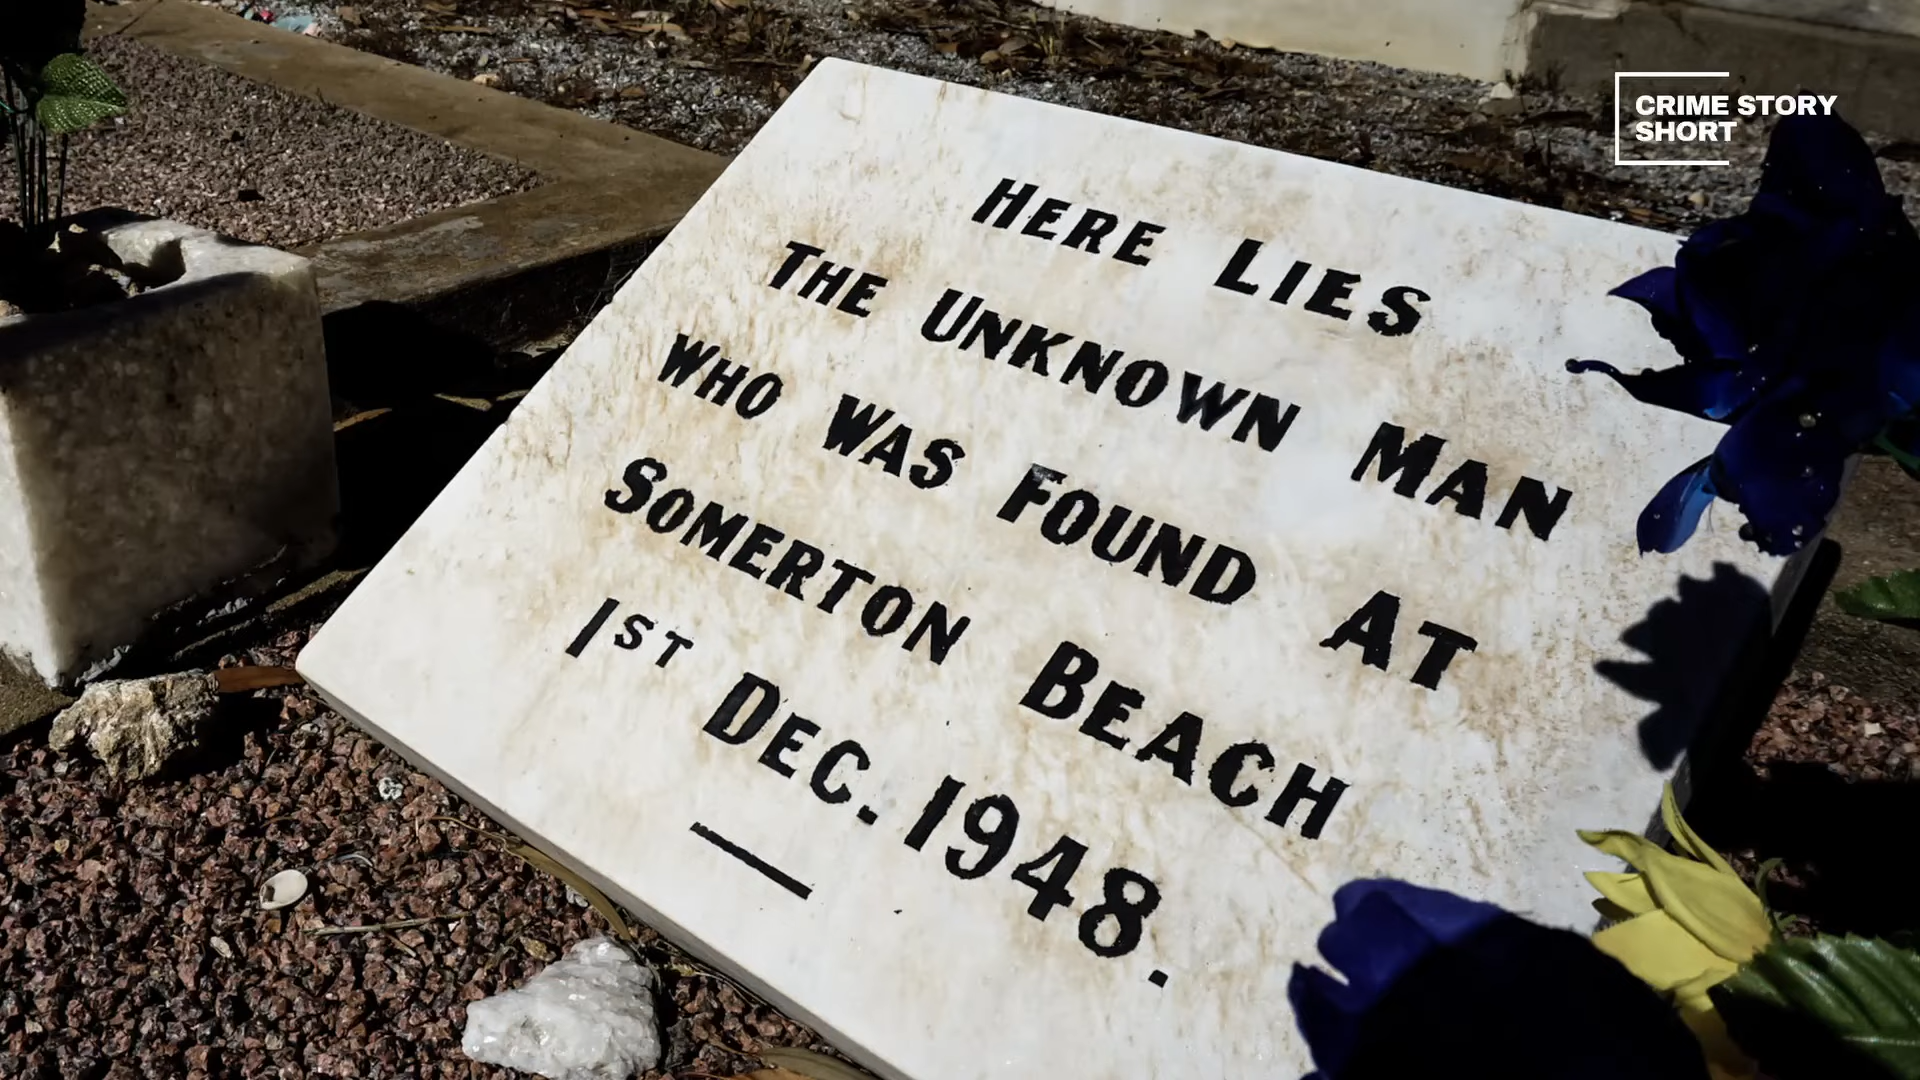 CRIME STORY
SHORT
HERE LIES
THE UNKNOWN MAN
WHO WAS FOUND AT
SOMERTON BEACH
1ST DEC. 1948.